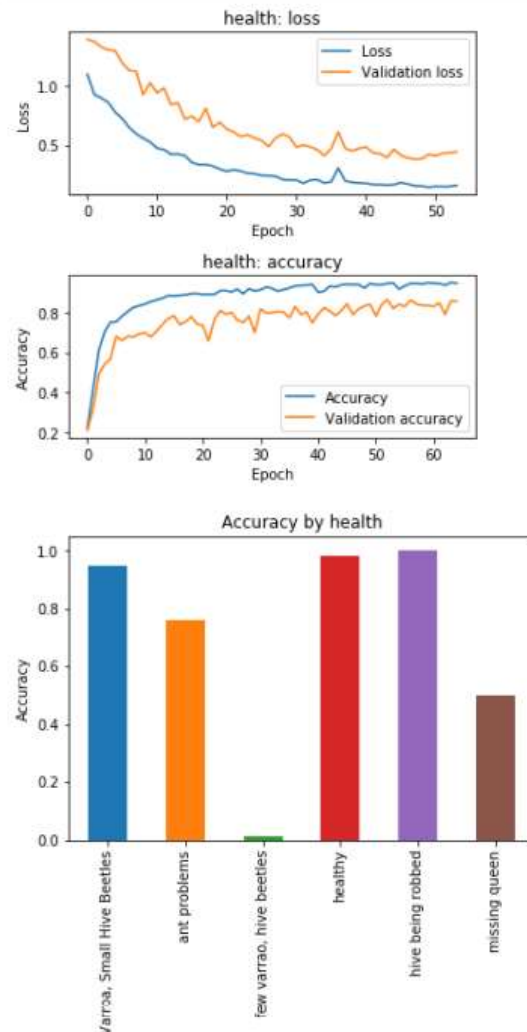 health: loss
Loss
Validation loss
1.0
0.5
Loss
0 10 20 30 40 50
Epoch
health: accuracy
0.8
0.6
0.4
0.2
Accuracy
Accuracy
Validation accuracy
0 10 20 30 40 50 60
Epoch
Accuracy by health
1.0
0.8
0.6
0.4
0.2
0.0
Accuracy
Varroa, Small Hive Beetles
ant problems
few varrao, hive beetles
healthy
hive being robbed
missing queen